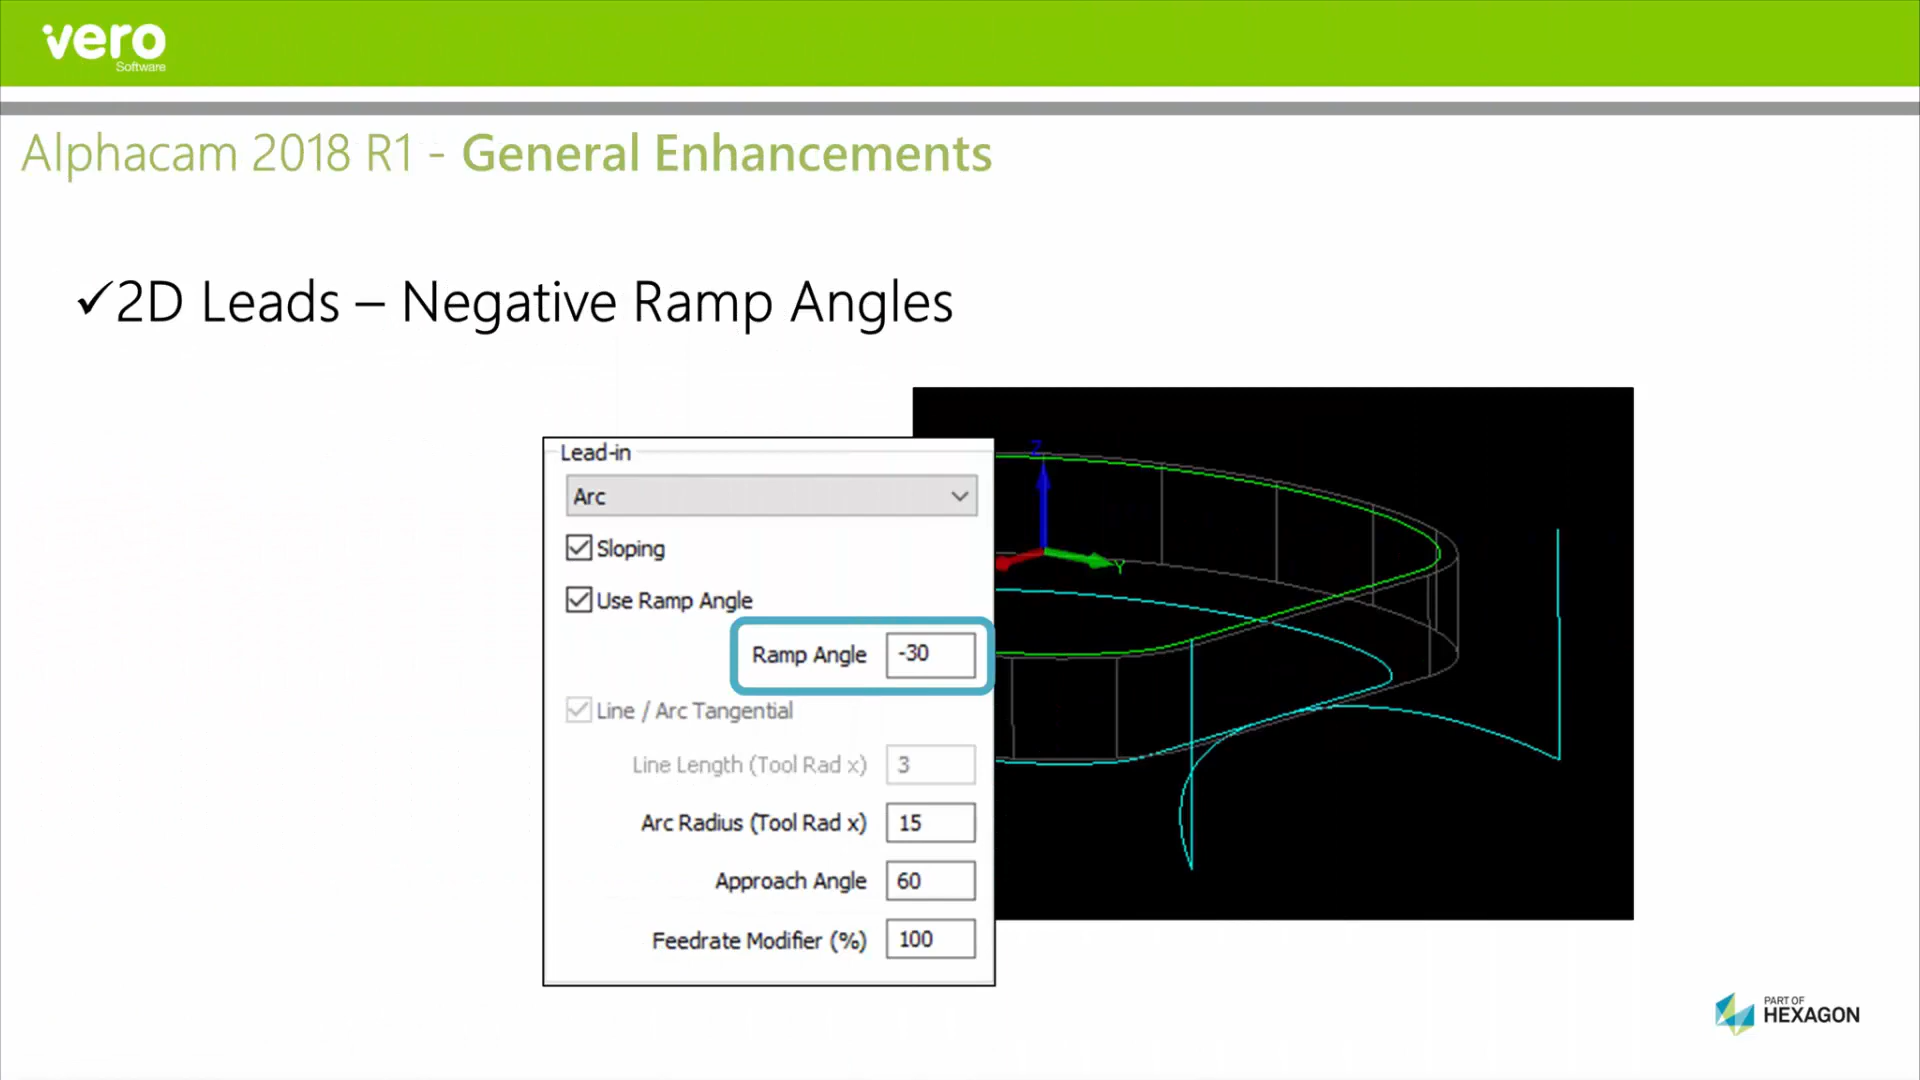 vero
Software
Alphacam 2018 R1 - General Enhancements
✓2D Leads – Negative Ramp Angles
Lead-in
Arc
Sloping
Use Ramp Angle
Ramp Angle -30
Line / Arc Tangential
Line Length (Tool Rad x) 3
Arc Radius (Tool Rad x) 15
Approach Angle 60
Feedrate Modifier (%) 100
Z
Y
PART OF
HEXAGON